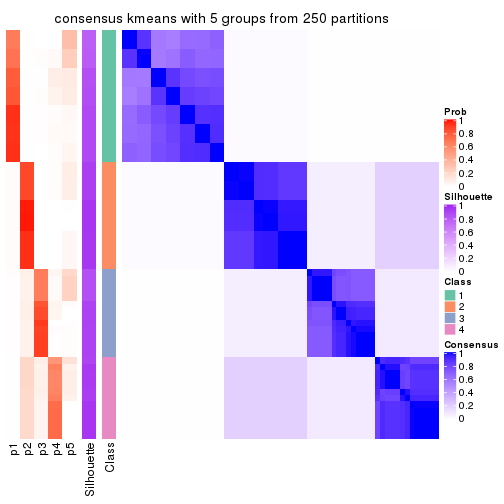 consensus kmeans with 5 groups from 250 partitions
Prob
1
0.8
0.6
0.4
0.2
0
Silhouette
1
0.8
0.6
0.4
0.2
0
Class
1
2
3
4
Consensus
1
0.8
0.6
0.4
0.2
0
p1
p2
p3
p4
p5
Silhouette
Class